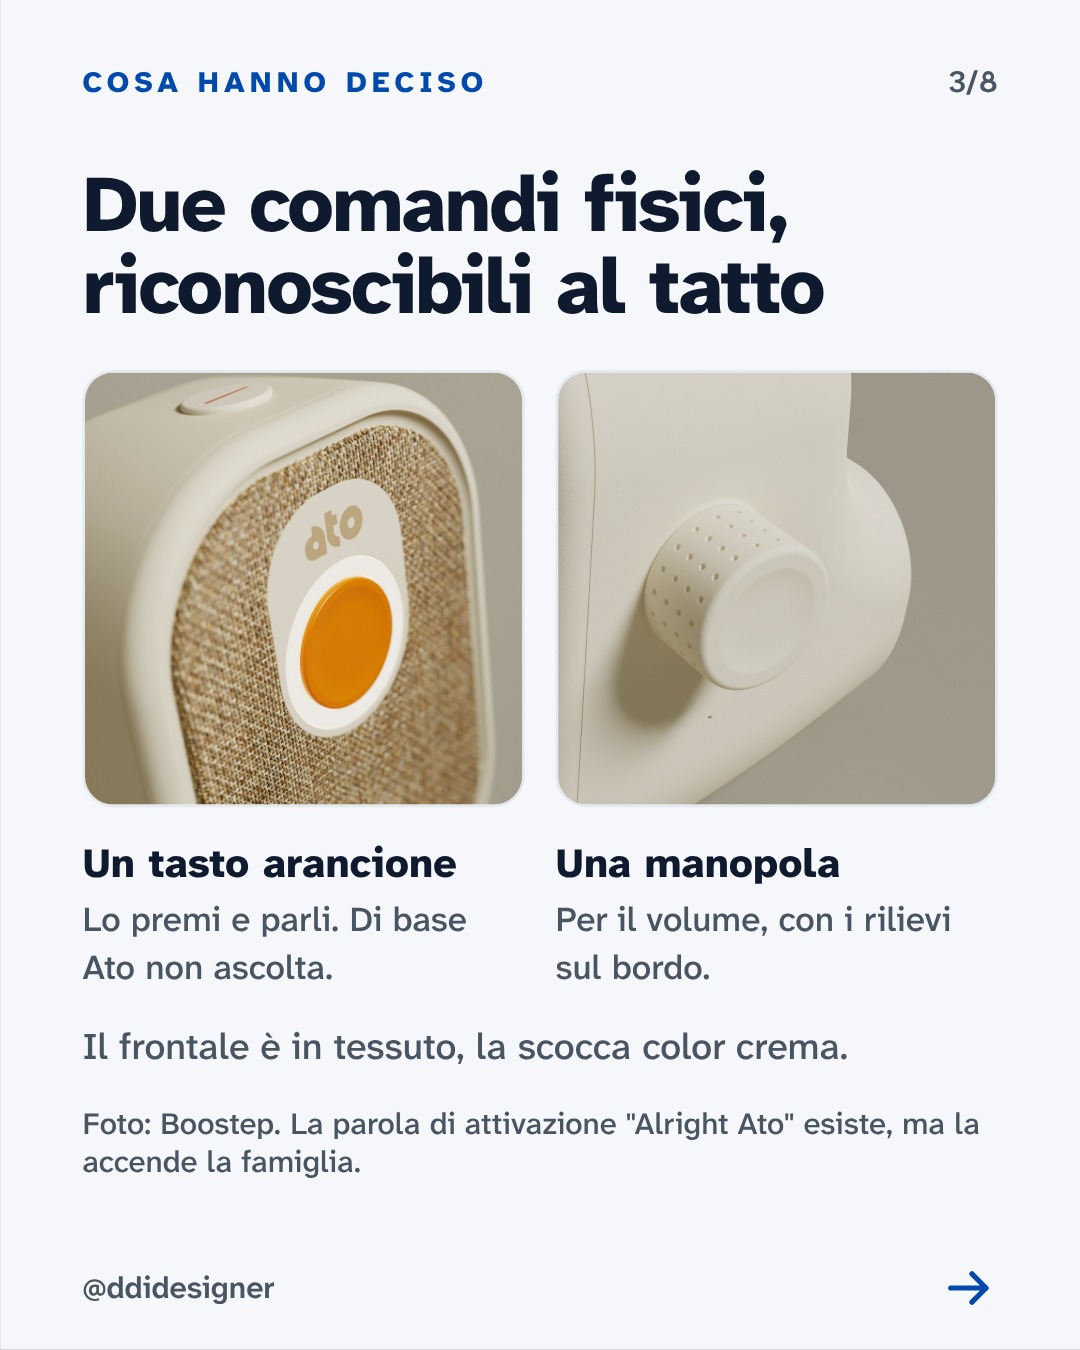 COSA HANNO DECISO
3/8
Due comandi fisici,
riconoscibili al tatto
ato
Un tasto arancione
Lo premi e parli. Di base
Ato non ascolta.
Una manopola
Per il volume, con i rilievi
sul bordo.
Il frontale è in tessuto, la scocca color crema.
Foto: Boostep. La parola di attivazione "Alright Ato" esiste, ma la
accende la famiglia.
@ddidesigner